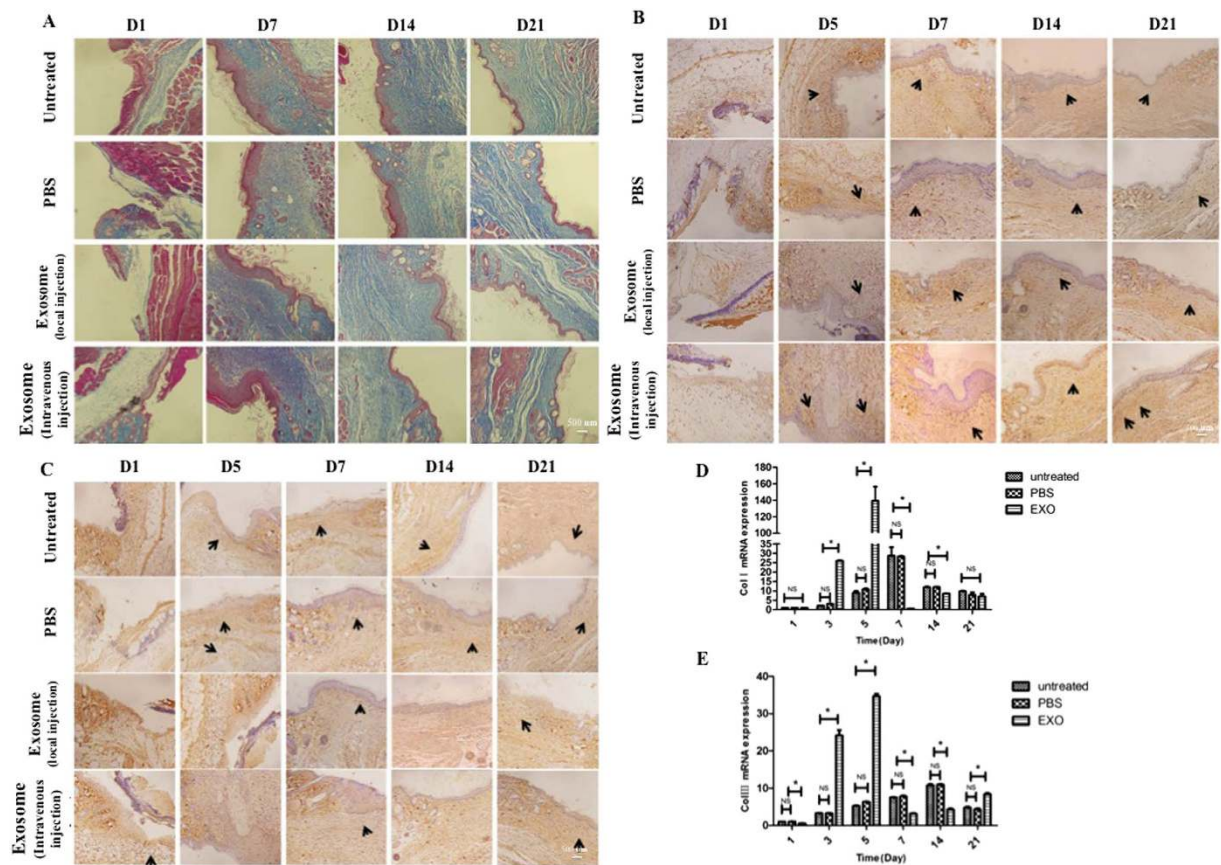 A
D1 D7 D14 D21
Untreated
PBS
Exosome
(local injection)
Exosome
(Intravenous
injection)
500 um
B
D1 D5 D7 D14 D21
Untreated
PBS
Exosome
(local injection)
Exosome
(Intravenous
injection)
C
D1 D5 D7 D14 D21
Untreated
PBS
Exosome
(local injection)
Exosome
(Intravenous
injection)
D
Col Ⅰ mRNA expression
180
160
140
120
100
80
60
40
30
25
20
15
10
5
0
NS NS * NS * NS * NS * NS
1 3 5 7 14 21
Time(Day)
untreated
PBS
EXO
E
ColⅢ mRNA expression
40
30
20
10
0
NS * NS * NS * NS * NS * NS *
1 3 5 7 14 21
Time(Day)
untreated
PBS
EXO